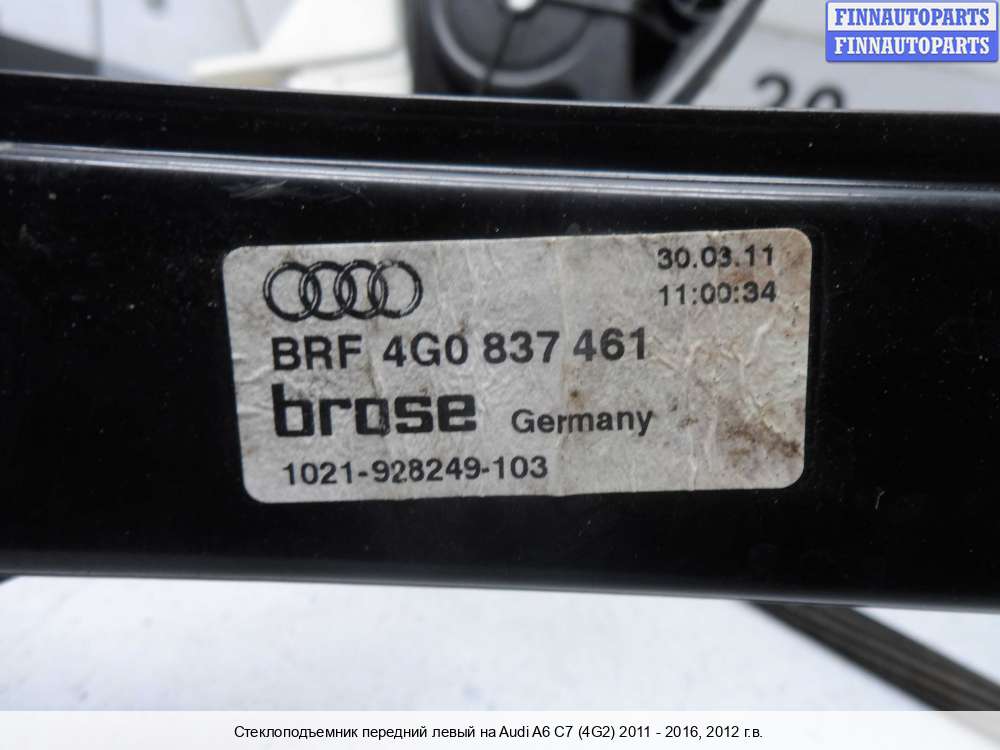 FINNAUTOPARTS
FINNAUTOPARTS
30.03.11
11:00:34
BRF 4G0 837 461
brose Germany
1021-928249-103
Стеклоподъемник передний левый на Audi A6 C7 (4G2) 2011 - 2016, 2012 г.в.